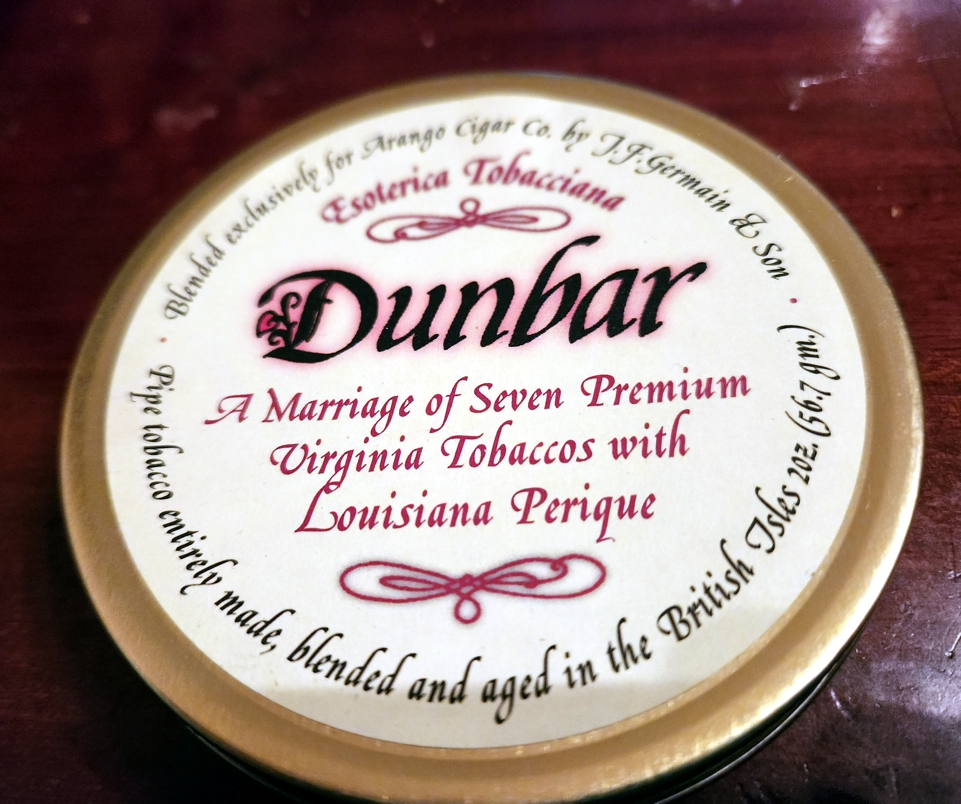 Blended exclusively for Arango Cigar Co. by J.F.Germain & Son
Esoterica Tobacciana
Dunbar
A Marriage of Seven Premium
Virginia Tobaccos with
Louisiana Perique
Pipe tobacco entirely made, blended and aged in the British Isles 2oz. (56.7 gm.)